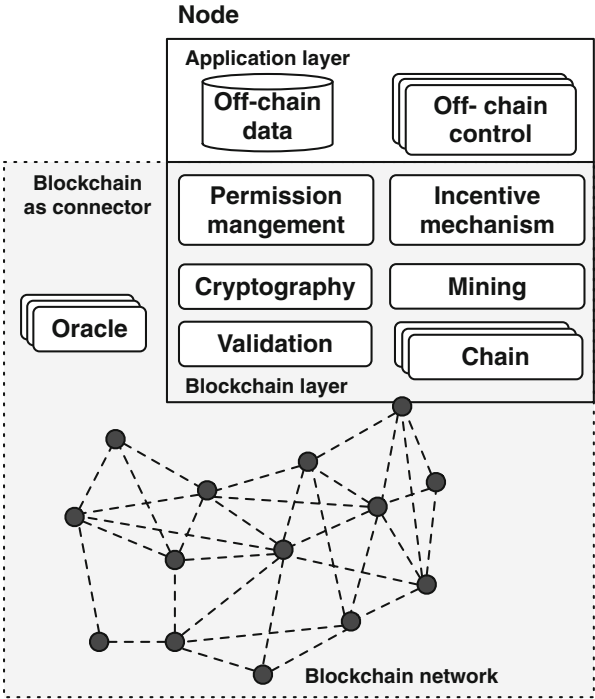 Node
Application layer
Off-chain
data
Off- chain
control
Blockchain
as connector
Permission
mangement
Incentive
mechanism
Cryptography
Mining
Oracle
Validation
Chain
Blockchain layer
Blockchain network